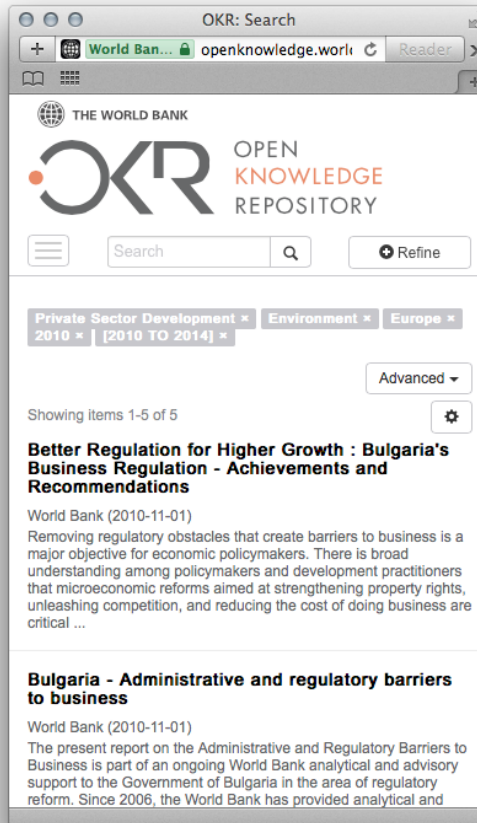 OKR: Search
World Ban... openknowledge.worl Reader
THE WORLD BANK
OKR
OPEN
KNOWLEDGE
REPOSITORY
Search
Refine
Private Sector Development × Environment × Europe ×
2010 × [2010 TO 2014] ×
Advanced
Showing items 1-5 of 5
Better Regulation for Higher Growth : Bulgaria's
Business Regulation - Achievements and
Recommendations
World Bank (2010-11-01)
Removing regulatory obstacles that create barriers to business is a
major objective for economic policymakers. There is broad
understanding among policymakers and development practitioners
that microeconomic reforms aimed at strengthening property rights,
unleashing competition, and reducing the cost of doing business are
critical ...
Bulgaria - Administrative and regulatory barriers
to business
World Bank (2010-11-01)
The present report on the Administrative and Regulatory Barriers to
Business is part of an ongoing World Bank analytical and advisory
support to the Government of Bulgaria in the area of regulatory
reform. Since 2006, the World Bank has provided analytical and